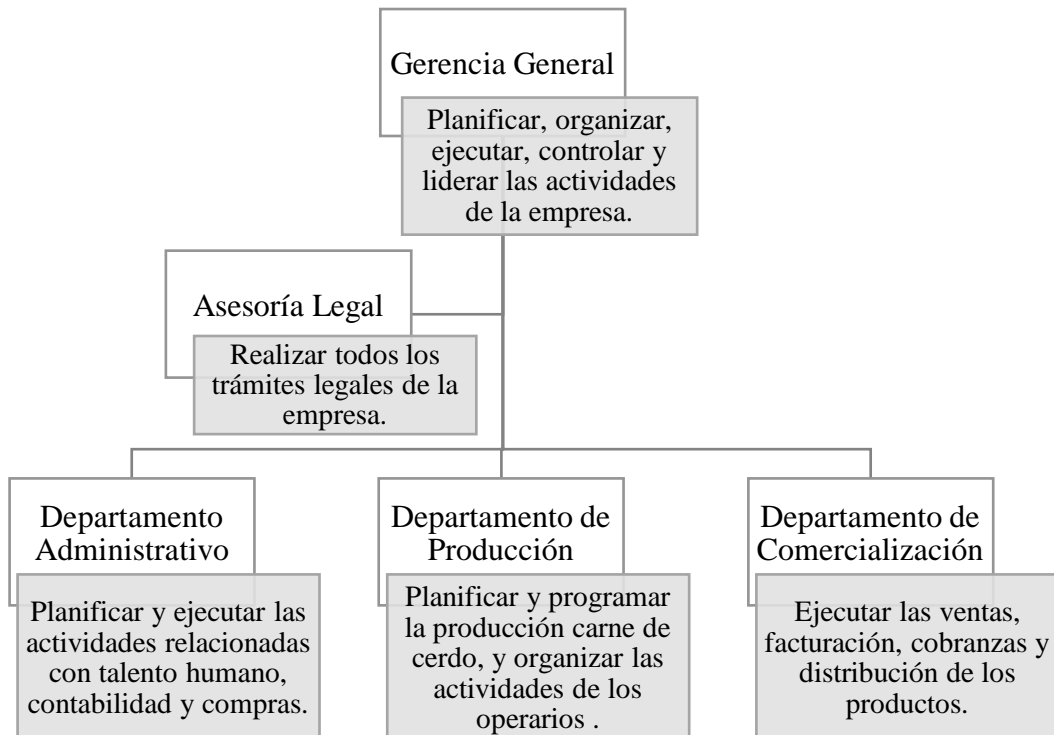 Gerencia General
Planificar, organizar,
ejecutar, controlar y
liderar las actividades
de la empresa.
Asesoría Legal
Realizar todos los
trámites legales de la
empresa.
Departamento
Administrativo
Planificar y ejecutar las
actividades relacionadas
con talento humano,
contabilidad y compras.
Departamento de
Producción
Planificar y programar
la producción carne de
cerdo, y organizar las
actividades de los
operarios .
Departamento de
Comercialización
Ejecutar las ventas,
facturación, cobranzas y
distribución de los
productos.